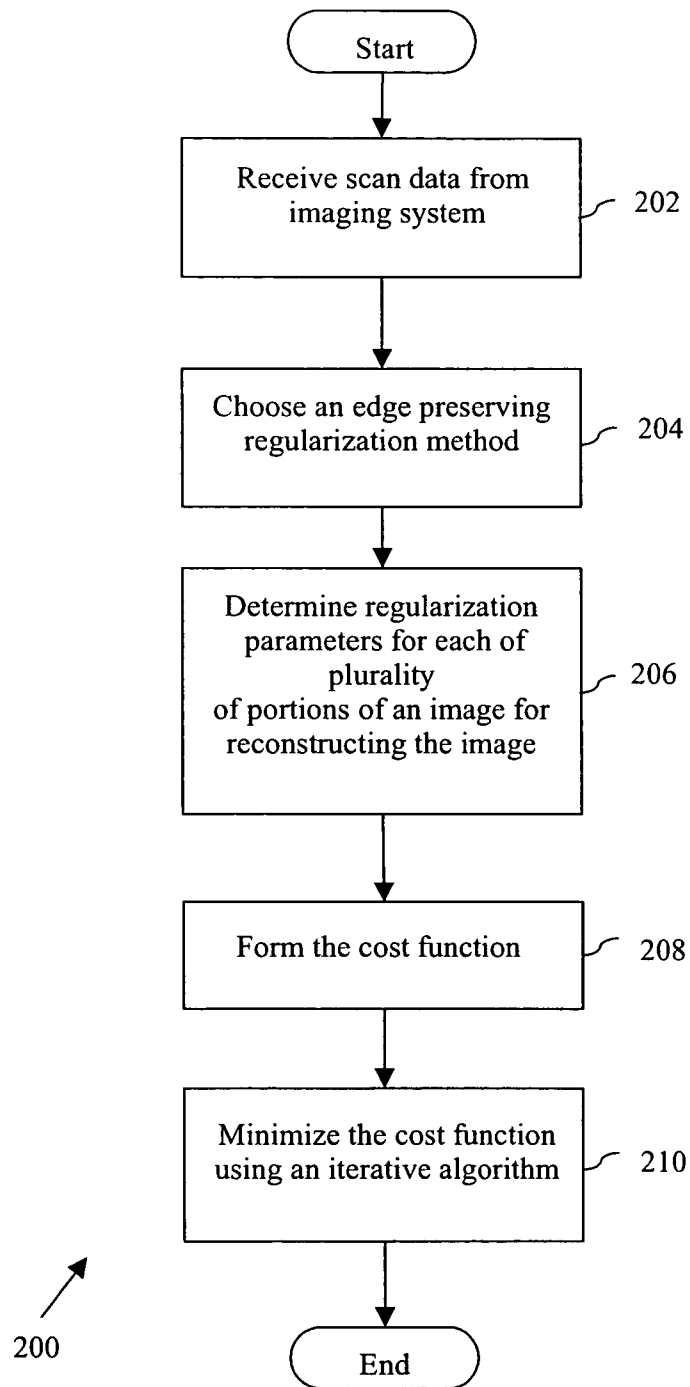 Start
Receive scan data from
imaging system
202
Choose an edge preserving
regularization method
204
Determine regularization
parameters for each of
plurality
of portions of an image for
reconstructing the image
206
Form the cost function
208
Minimize the cost function
using an iterative algorithm
210
200
End